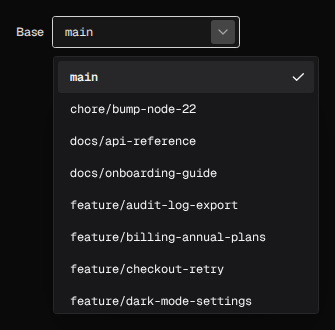 Base main
main
chore/bump-node-22
docs/api-reference
docs/onboarding-guide
feature/audit-log-export
feature/billing-annual-plans
feature/checkout-retry
feature/dark-mode-settings